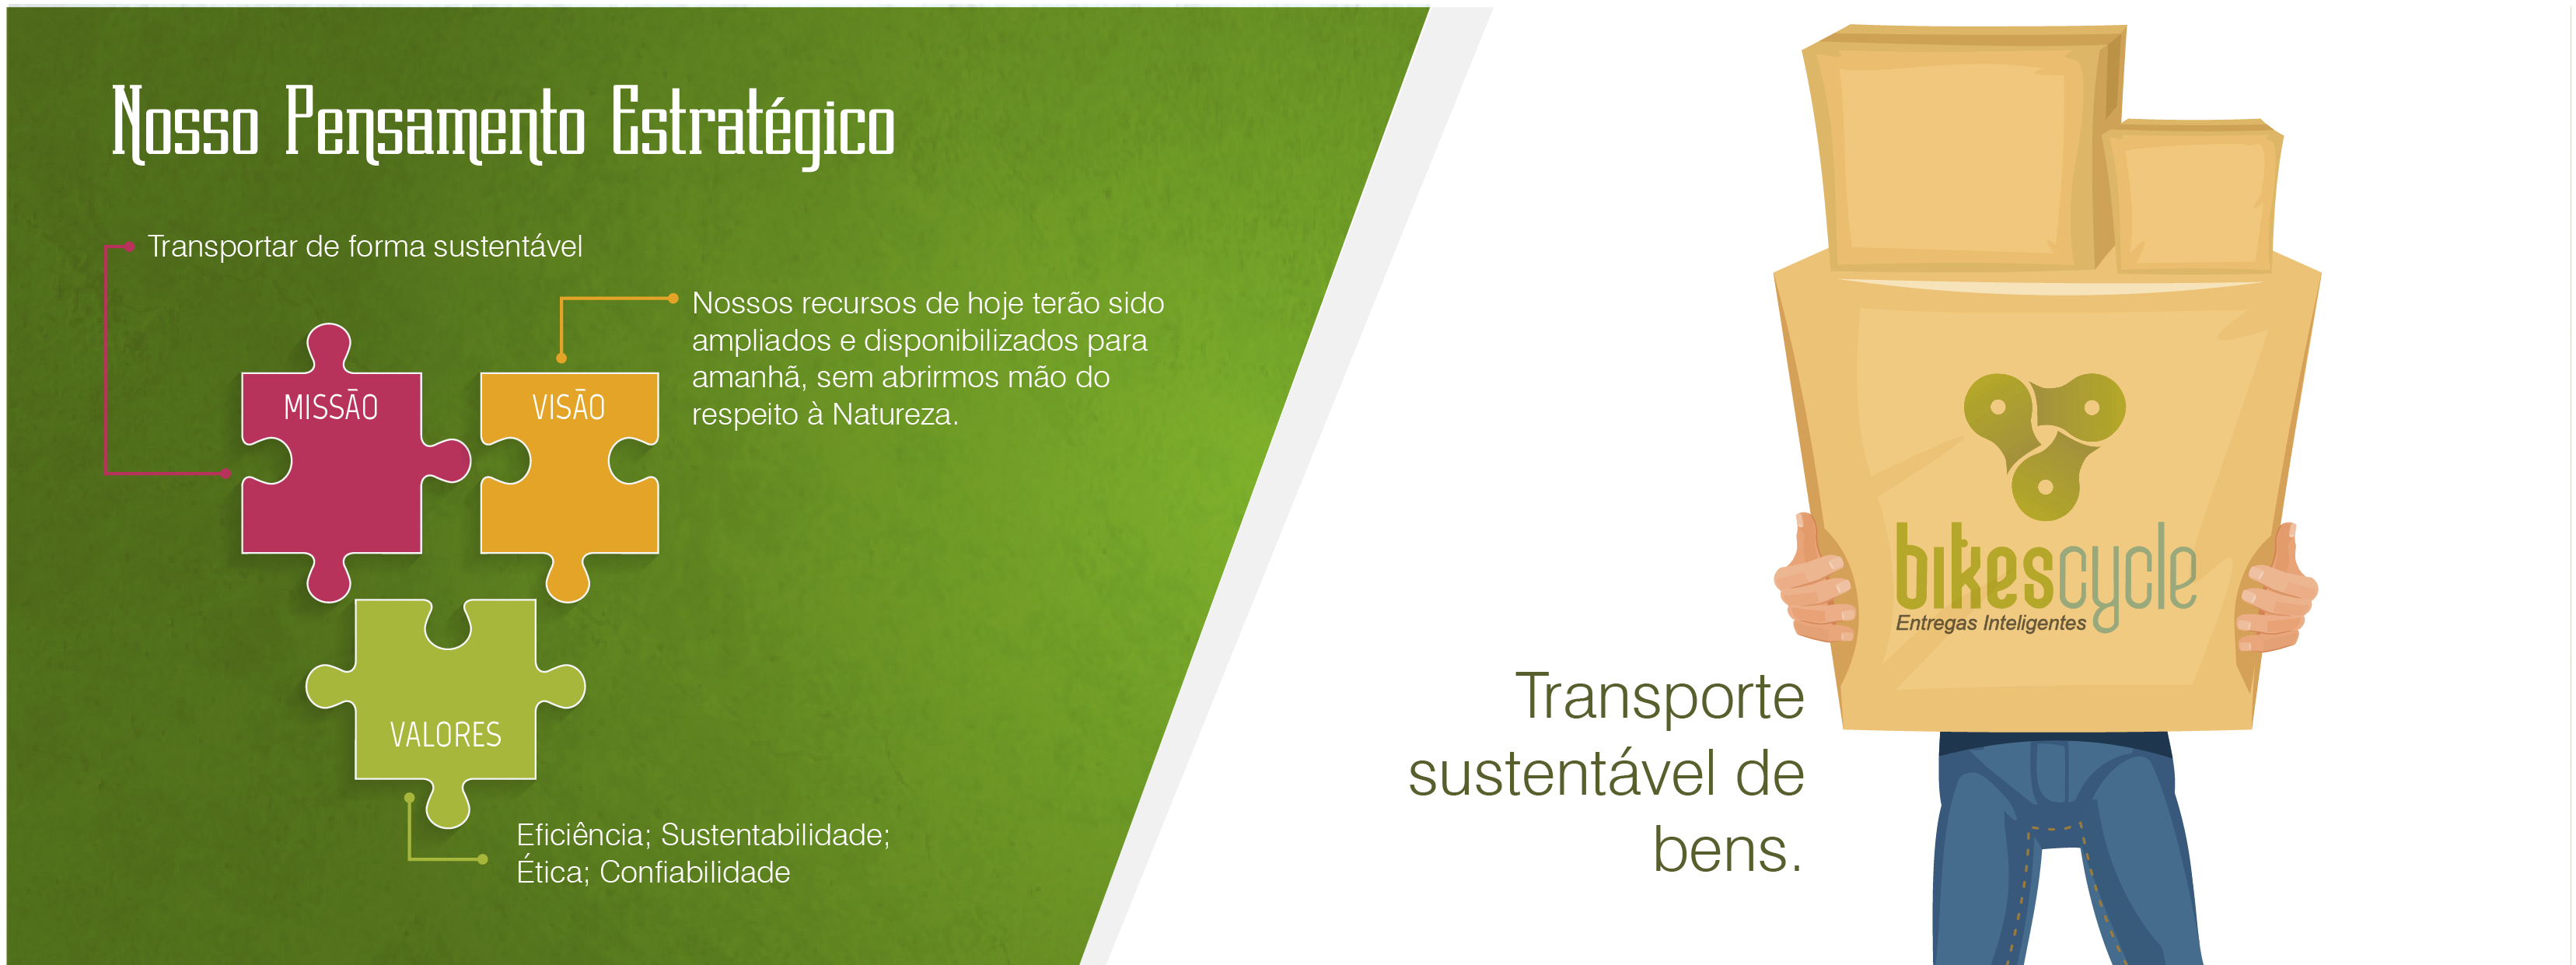 Nosso Pensamento Estratégico
Transportar de forma sustentável
Nossos recursos de hoje terão sido
ampliados e disponibilizados para
amanhã, sem abrirmos mão do
respeito à Natureza.
MISSÃO
VISÃO
VALORES
Eficiência; Sustentabilidade;
Ética; Confiabilidade
bikescycle
Entregas Inteligentes
Transporte
sustentável de
bens.